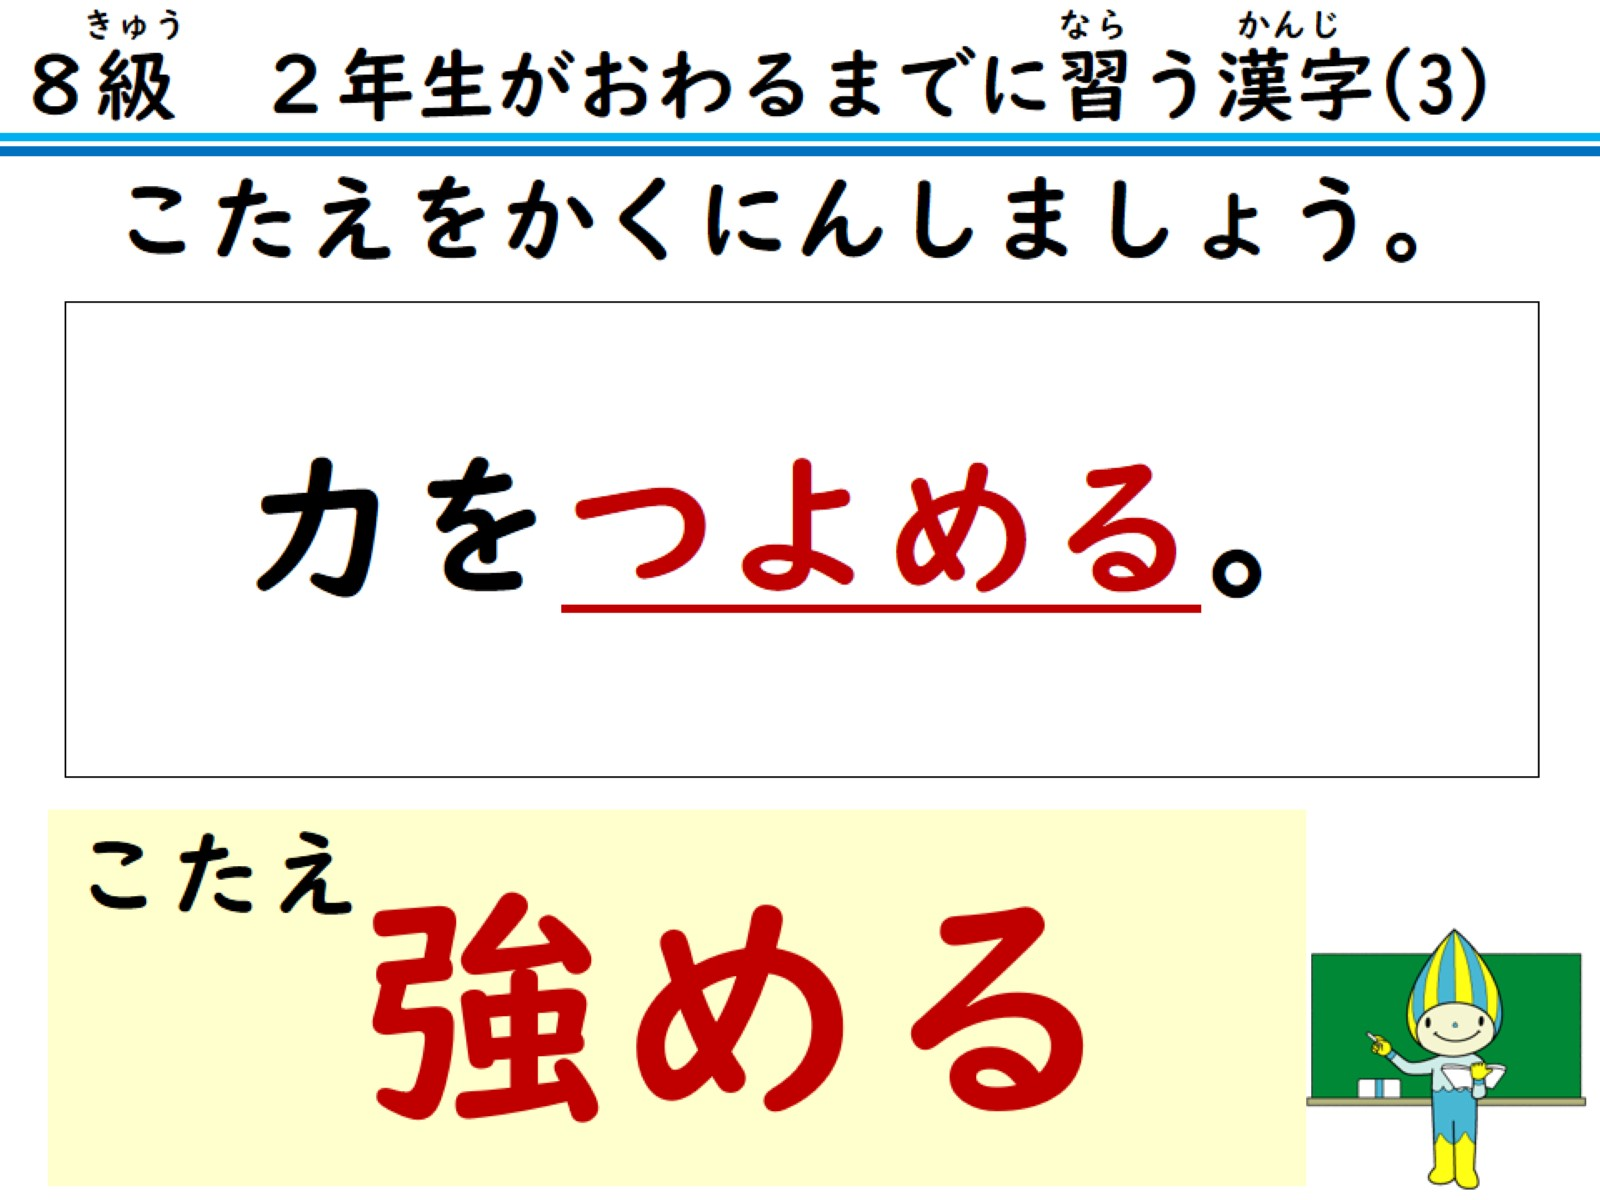 きゅう なら かんじ
８級　２年生がおわるまでに習う漢字(3)
こたえをかくにんしましょう。
力をつよめる。
こたえ
強める